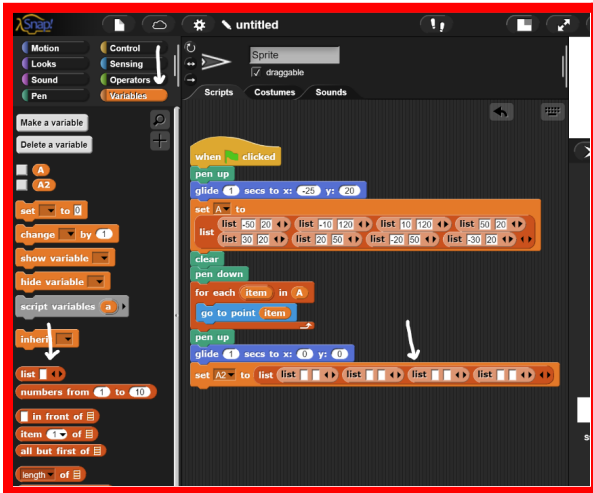 Snap!
untitled
Motion Control
Looks Sensing
Sound Operators
Pen Variables
Make a variable
Delete a variable
A
A2
set to 0
change by 1
show variable
hide variable
script variables a
inherit
list
numbers from 1 to 10
in front of
item 1 of
all but first of
length of
Sprite
draggable
Scripts Costumes Sounds
when clicked
pen up
glide 1 secs to x: -25 y: 20
set A to
list list -50 20 list -10 120 list 10 120 list 50 20
list 30 20 list 20 50 list -20 50 list -30 20
clear
pen down
for each item in A
go to point item
pen up
glide 1 secs to x: 0 y: 0
set A2 to list list list list list